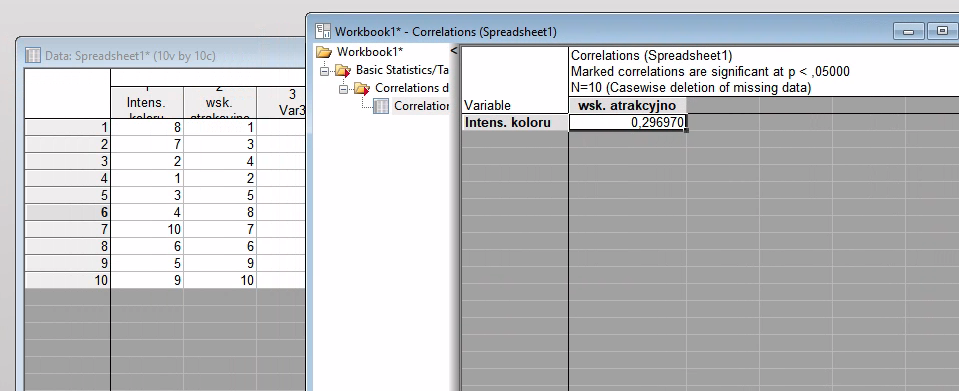 Workbook1* - Correlations (Spreadsheet1)
Data: Spreadsheet1* (10v by 10c)
Workbook1*
Basic Statistics/Ta
Correlations d
Correlatior
<
Correlations (Spreadsheet1)
Marked correlations are significant at p < ,05000
N=10 (Casewise deletion of missing data)
Variable wsk. atrakcyjno
Intens. koloru 0,296970
3
Intens. wsk. Var3
koloru atrakcyjno
1 8 1
2 7 3
3 2 4
4 1 2
5 3 5
6 4 8
7 10 7
8 6 6
9 5 9
10 9 10